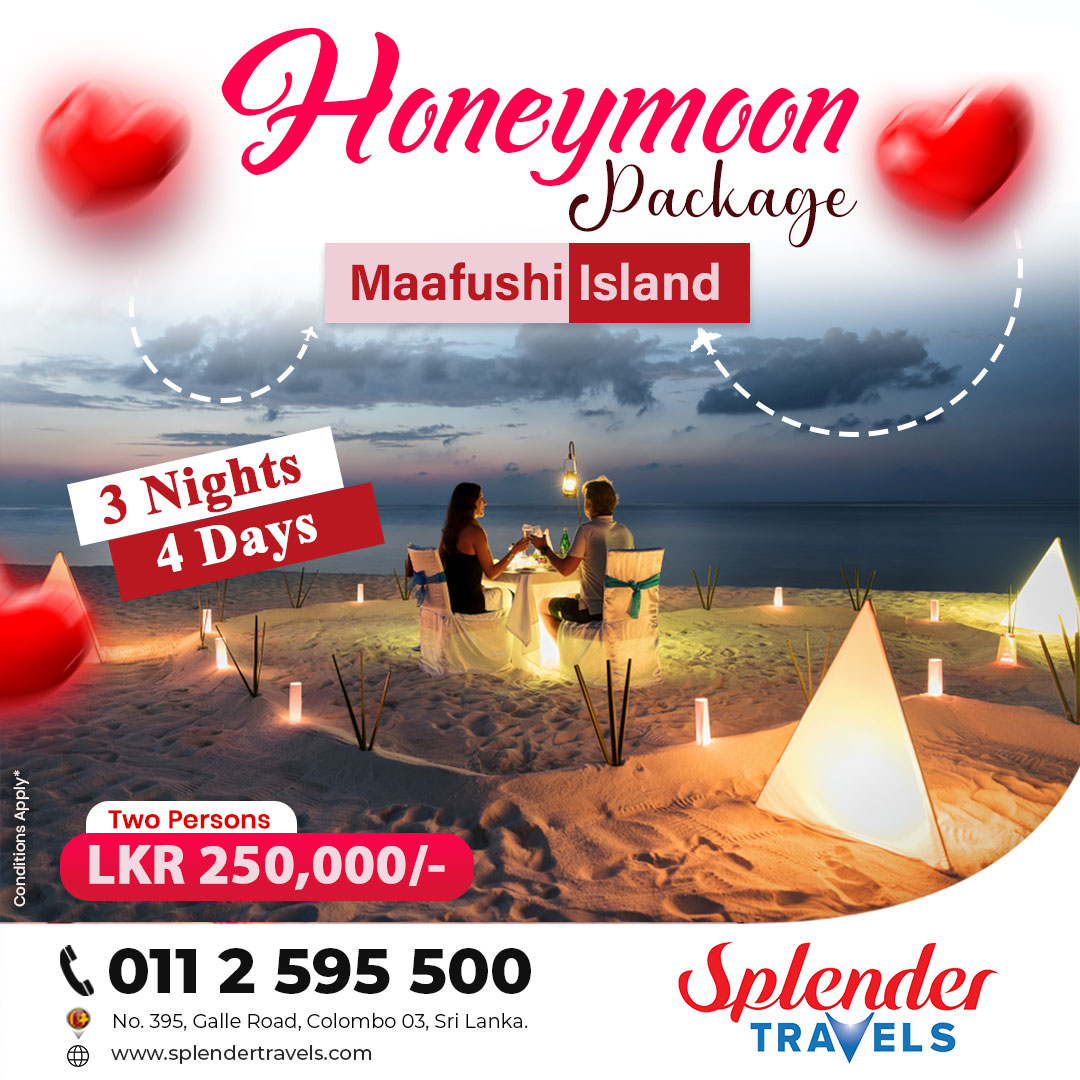 Honeymoon
Package
Maafushi Island
3 Nights
4 Days
Conditions Apply*
Two Persons
LKR 250,000/-
011 2 595 500
No. 395, Galle Road, Colombo 03, Sri Lanka.
www.splendertravels.com
Splender
TRAVELS